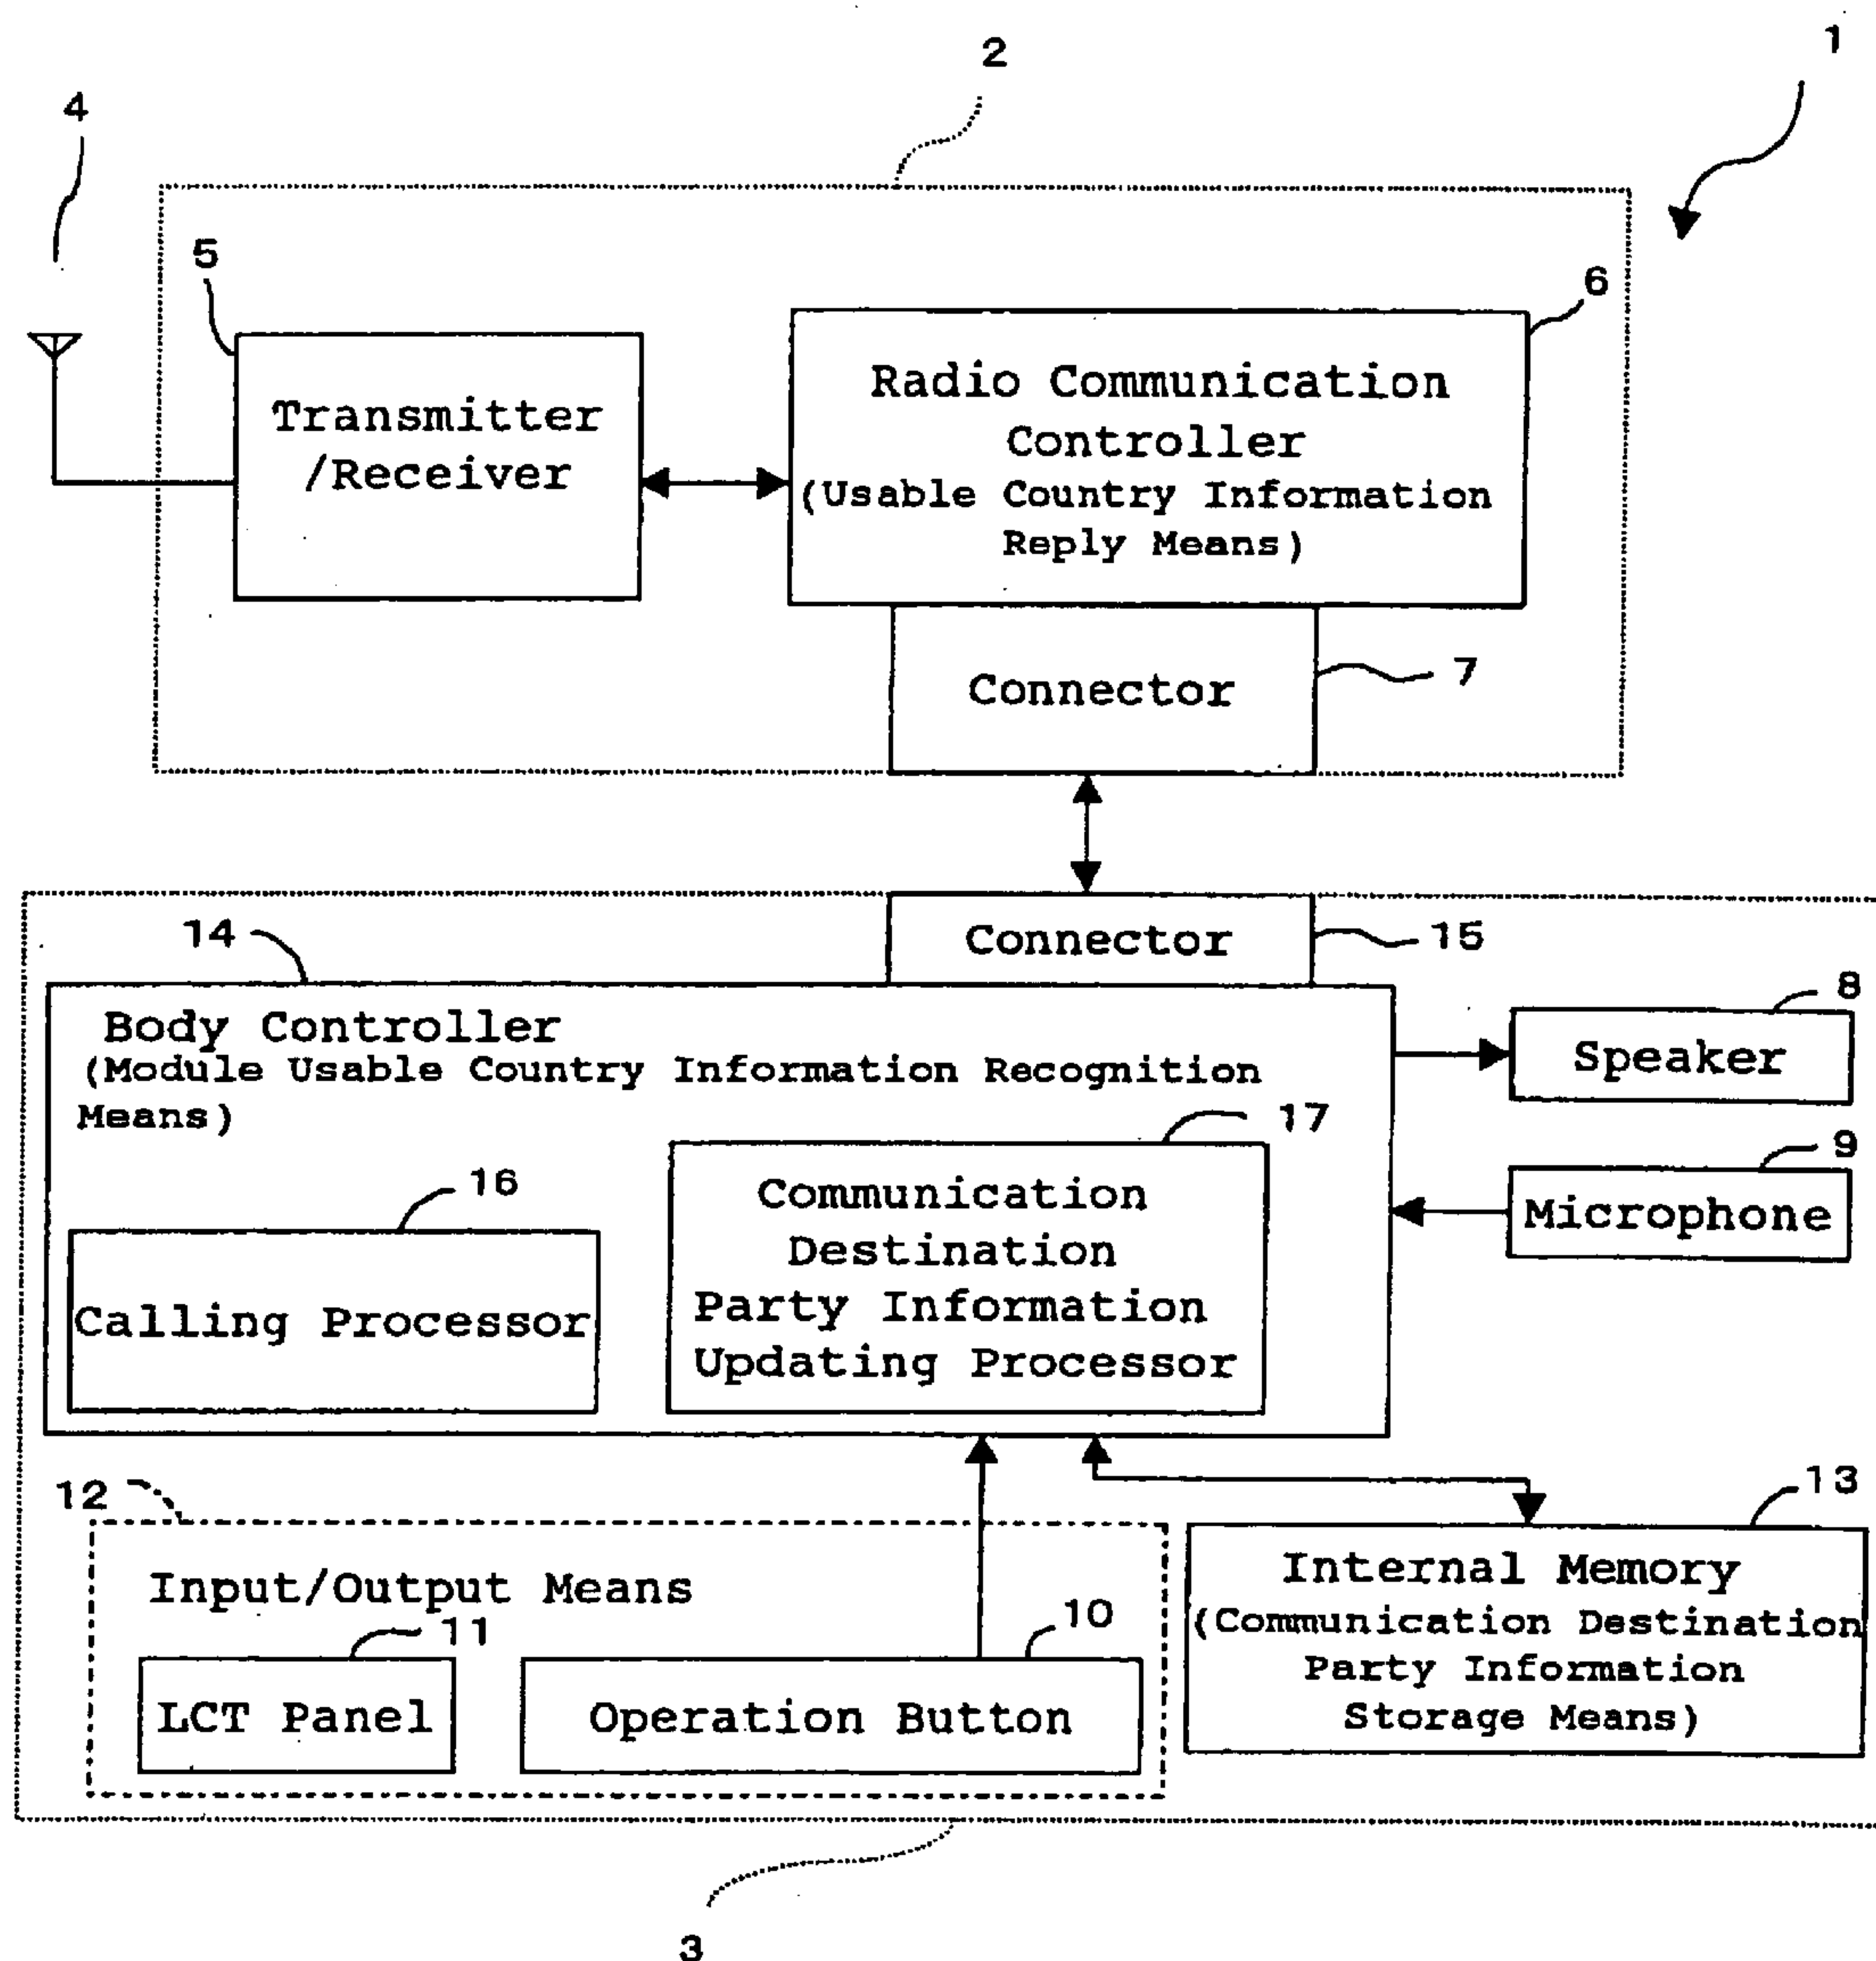 1
2
4
5
6
Transmitter
/Receiver
Radio Communication
Controller
(Usable Country Information
Reply Means)
7
Connector
14
Connector
15
Body Controller
(Module Usable Country Information Recognition
Means)
8
Speaker
17
9
Microphone
16
Communication
Destination
Party Information
Updating Processor
Calling Processor
12
13
Input/Output Means
11
10
LCT Panel
Operation Button
Internal Memory
(Communication Destination
Party Information
Storage Means)
3